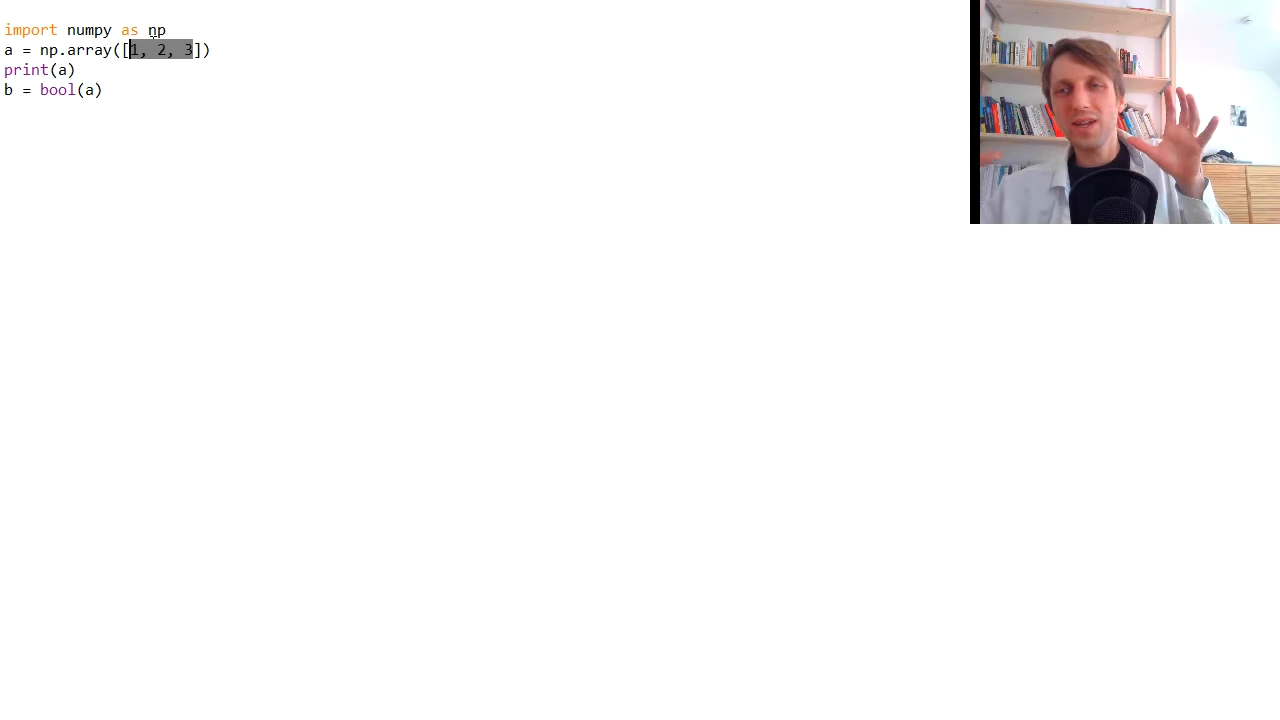 import numpy as np
a = np.array([1, 2, 3])
print(a)
b = bool(a)